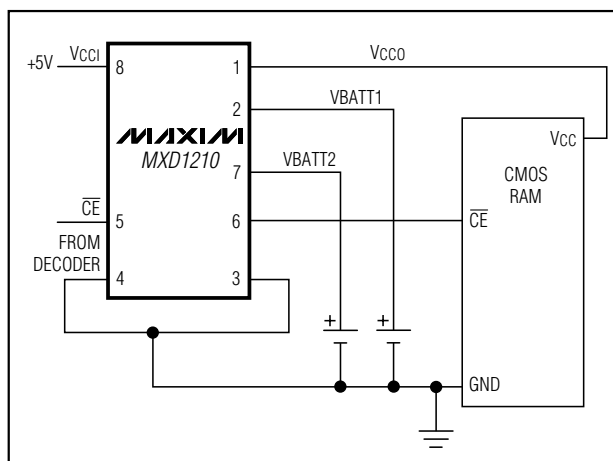 +5V
VCCI
8
1
VCCO
2
VBATT1
MAXIM
MXD1210
7
VBATT2
CE
5
6
FROM
DECODER
4
3
VCC
CMOS
RAM
CE
+
+
GND